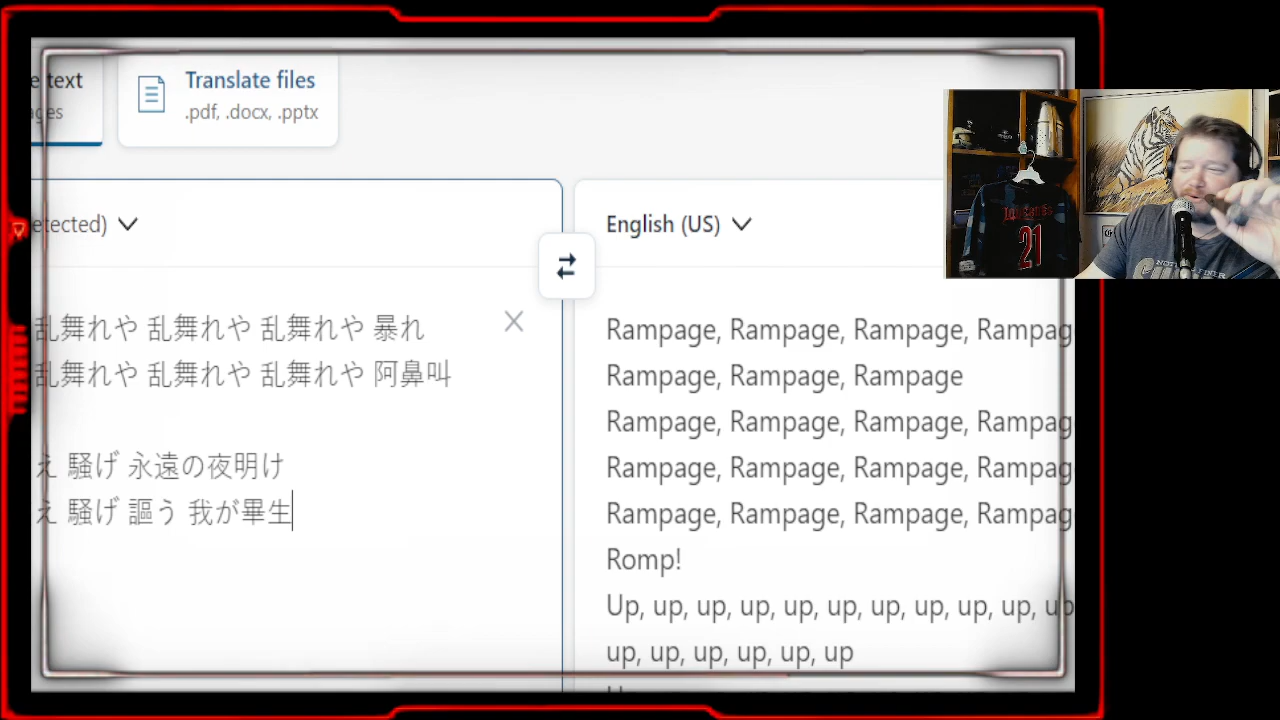 e text
ges
Translate files
.pdf, .docx, .pptx
etected)
English (US)
乱舞れや 乱舞れや 乱舞れや 暴れ
乱舞れや 乱舞れや 乱舞れや 阿鼻叫
え 騒げ 永遠の夜明け
え 騒げ 謳う 我が畢生
Rampage, Rampage, Rampage, Rampag
Rampage, Rampage, Rampage
Rampage, Rampage, Rampage, Rampag
Rampage, Rampage, Rampage, Rampag
Rampage, Rampage, Rampage, Rampag
Romp!
Up, up, up, up, up, up, up, up, up, up, up
up, up, up, up, up, up
21